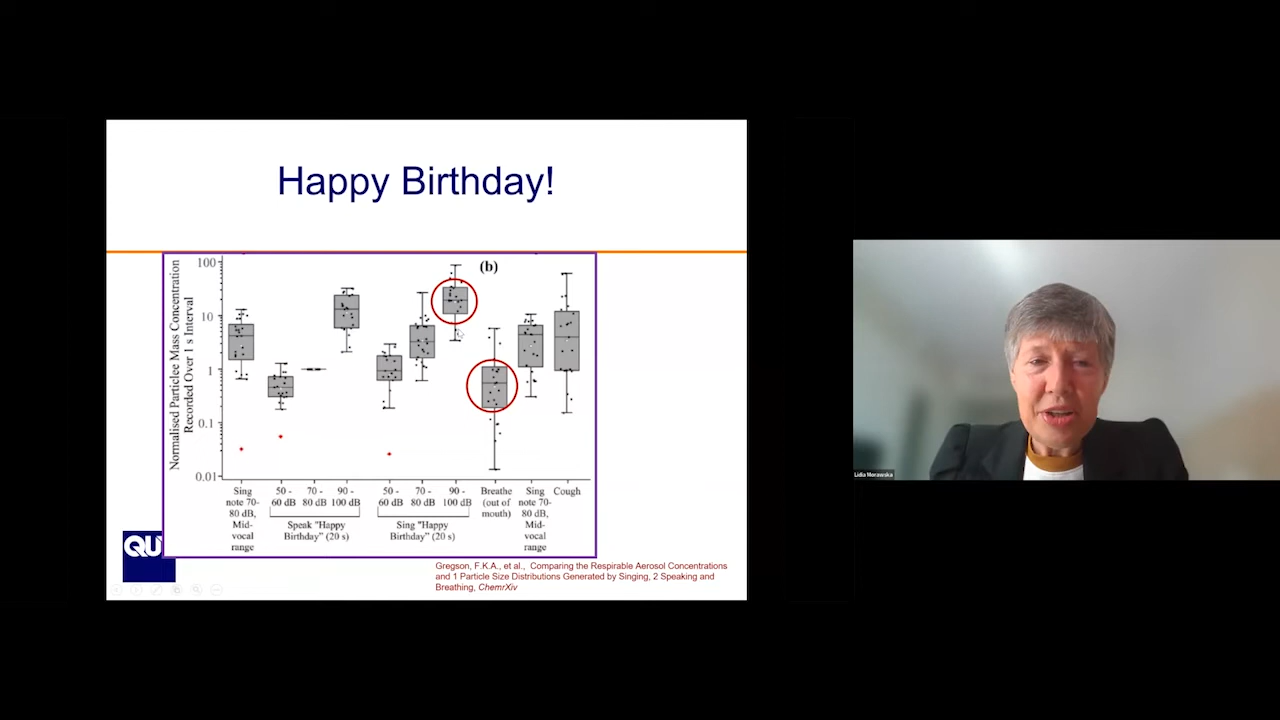 Happy Birthday!
(b)
Normalised Particlee Mass Concentration
Recorded Over 1 s Interval
100
10
1
0.1
0.01
Sing
note 70-
80 dB,
Mid-
vocal
range
50 -
60 dB
70 -
80 dB
90 -
100 dB
Speak "Happy
Birthday" (20 s)
50 -
60 dB
70 -
80 dB
90 -
100 dB
Sing "Happy
Birthday" (20 s)
Breathe
(out of
mouth)
Sing
note 70-
80 dB,
Mid-
vocal
range
Cough
QU
Gregson, F.K.A., et al., Comparing the Respirable Aerosol Concentrations
and 1 Particle Size Distributions Generated by Singing, 2 Speaking and
Breathing, ChemrXiv
Lidia Morawska